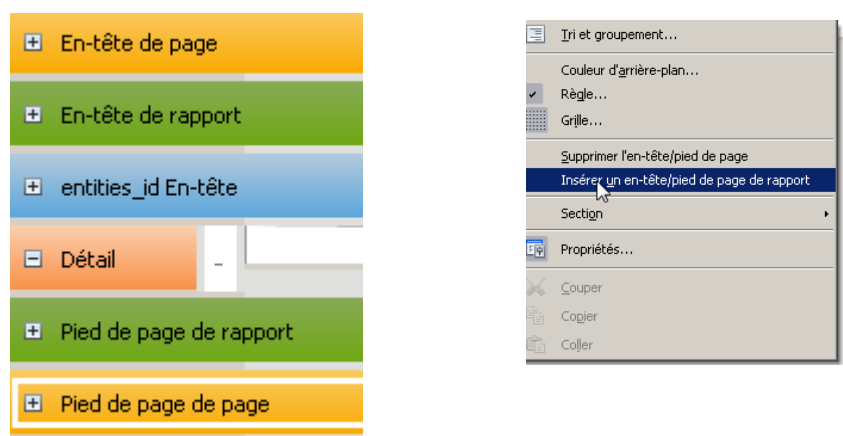 En-tête de page
En-tête de rapport
entities_id En-tête
Détail
Pied de page de rapport
Pied de page de page
Tri et groupement...
Couleur d'arrière-plan...
Règle...
Grille...
Supprimer l'en-tête/pied de page
Insérer un en-tête/pied de page de rapport
Section
Propriétés...
Couper
Copier
Coller